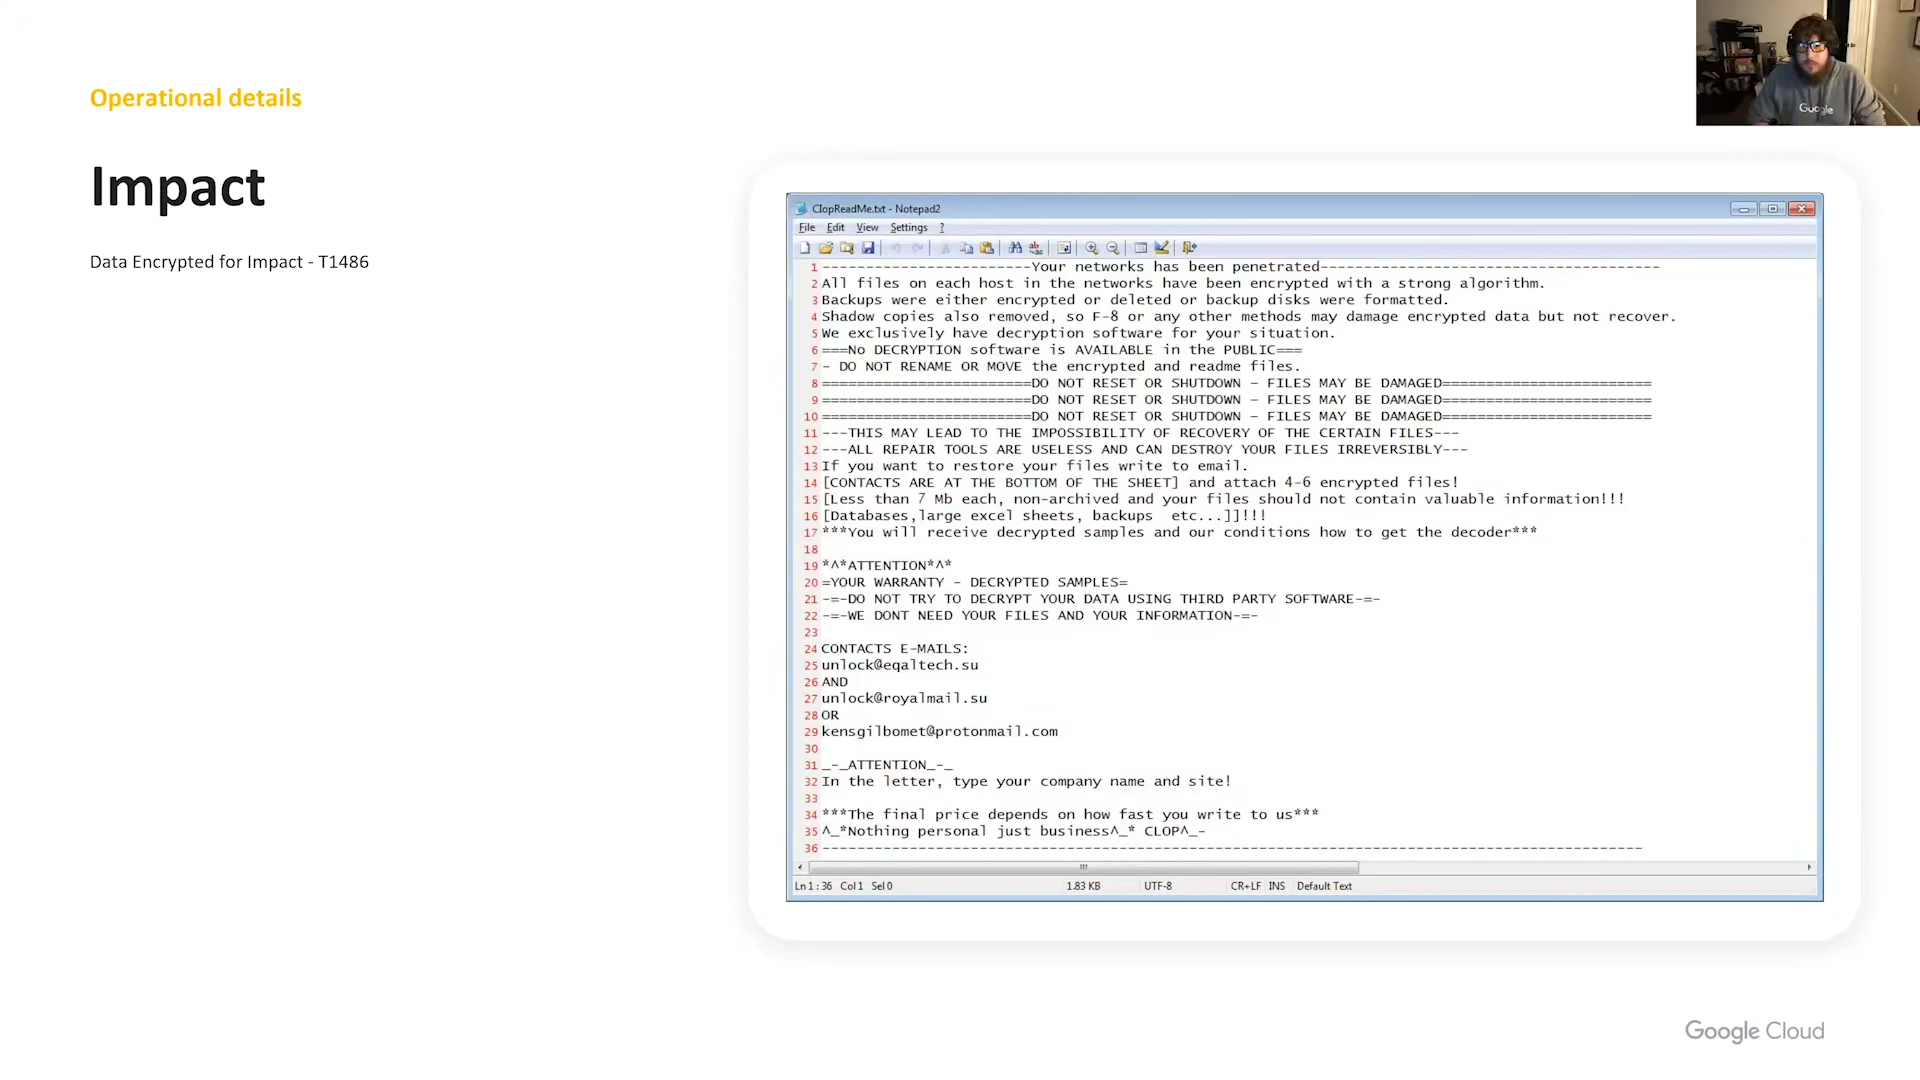 Operational details
Impact
Data Encrypted for Impact - T1486
Google
ClopReadMe.txt - Notepad2
File Edit View Settings ?
1 ------------------------Your networks has been penetrated---------------------------------------
2 All files on each host in the networks have been encrypted with a strong algorithm.
3 Backups were either encrypted or deleted or backup disks were formatted.
4 Shadow copies also removed, so F-8 or any other methods may damage encrypted data but not recover.
5 We exclusively have decryption software for your situation.
6 ===No DECRYPTION software is AVAILABLE in the PUBLIC===
7 - DO NOT RENAME OR MOVE the encrypted and readme files.
8 ========================DO NOT RESET OR SHUTDOWN – FILES MAY BE DAMAGED========================
9 ========================DO NOT RESET OR SHUTDOWN – FILES MAY BE DAMAGED========================
10 ========================DO NOT RESET OR SHUTDOWN – FILES MAY BE DAMAGED========================
11 ---THIS MAY LEAD TO THE IMPOSSIBILITY OF RECOVERY OF THE CERTAIN FILES---
12 ---ALL REPAIR TOOLS ARE USELESS AND CAN DESTROY YOUR FILES IRREVERSIBLY---
13 If you want to restore your files write to email.
14 [CONTACTS ARE AT THE BOTTOM OF THE SHEET] and attach 4-6 encrypted files!
15 [Less than 7 Mb each, non-archived and your files should not contain valuable information!!!
16 [Databases,large excel sheets, backups  etc...]]!!!
17 ***You will receive decrypted samples and our conditions how to get the decoder***
18
19 *^*ATTENTION*^*
20 =YOUR WARRANTY - DECRYPTED SAMPLES=
21 -=-DO NOT TRY TO DECRYPT YOUR DATA USING THIRD PARTY SOFTWARE-=-
22 -=-WE DONT NEED YOUR FILES AND YOUR INFORMATION-=-
23
24 CONTACTS E-MAILS:
25 unlock@eqaltech.su
26 AND
27 unlock@royalmail.su
28 OR
29 kensgilbomet@protonmail.com
30
31 _-_ATTENTION_-_
32 In the letter, type your company name and site!
33
34 ***The final price depends on how fast you write to us***
35 ^_*Nothing personal just business^_* CLOP^_-
36 ----------------------------------------------------------------------------------------------
Ln 1 : 36 Col 1 Sel 0 1.83 KB UTF-8 CR+LF INS Default Text
Google Cloud